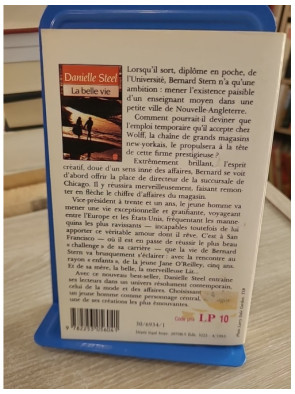 Danielle Steel
La belle vie
Lorsqu'il sort, diplôme en poche, de
l'Université, Bernard Stern n'a qu'une
ambition : mener l'existence paisible
d'un enseignant moyen dans une
petite ville de Nouvelle-Angleterre.
Comment pourrait-il deviner que
l'emploi temporaire qu'il accepte chez
Wolff, la chaîne de grands magasins
new-yorkais, le propulsera à la tête
de cette firme prestigieuse ?
Extrêmement brillant, l'esprit
créatif, doué d'un sens inné des affaires, Bernard se voit
d'abord offrir la place de directeur de la succursale de
Chicago. Il y réussira merveilleusement, faisant remon-
ter en flèche le chiffre d'affaires du magasin.
Vice président à trente et un ans, le jeune homme va
mener une vie exceptionnelle et gratifiante, voyageant
entre l'Europe et les États-Unis, fréquentant les manne-
quins les plus ravissants — incapables toutefois de lui
apporter ce véritable amour dont il rêve. C'est à San
Francisco — où il est en passe de réussir le plus beau
« challenge » de sa carrière — que la vie de Bernard
Stern va brusquement s'éclairer : avec la rencontre au
rayon « enfants », de la jeune Jane O'Reilley, cinq ans.
Et de sa mère, la belle, la merveilleuse Liz...
Avec ce nouveau best-seller, Danielle Steel entraîne
ses lecteurs dans un univers résolument contemporain,
celui de la mode et des affaires. Choisissant
un jeune homme comme personnage central,
une de ses créations les plus émouvantes.
LP 10
30/6934/1